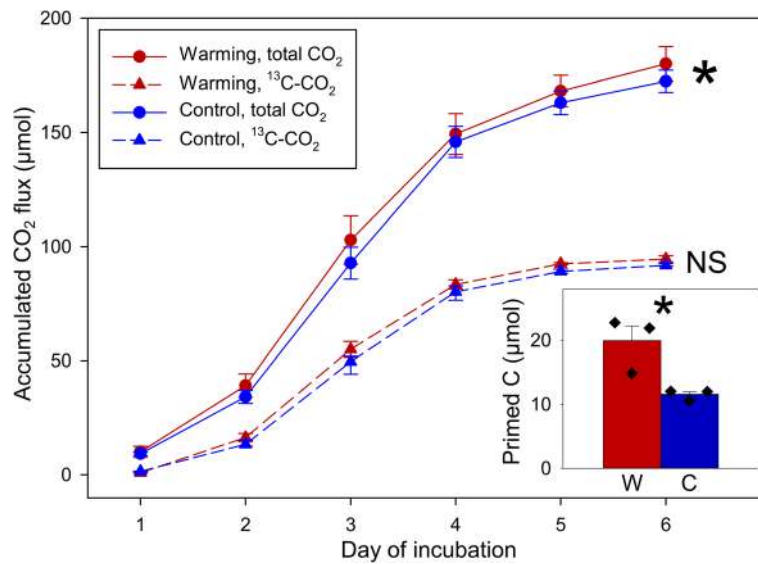 200
150
100
50
0
Accumulated CO₂ flux (μmol)
Warming, total CO₂
Warming, ¹³C-CO₂
Control, total CO₂
Control, ¹³C-CO₂
*
NS
*
Primed C (μmol)
20
10
0
W C
1 2 3 4 5 6
Day of incubation